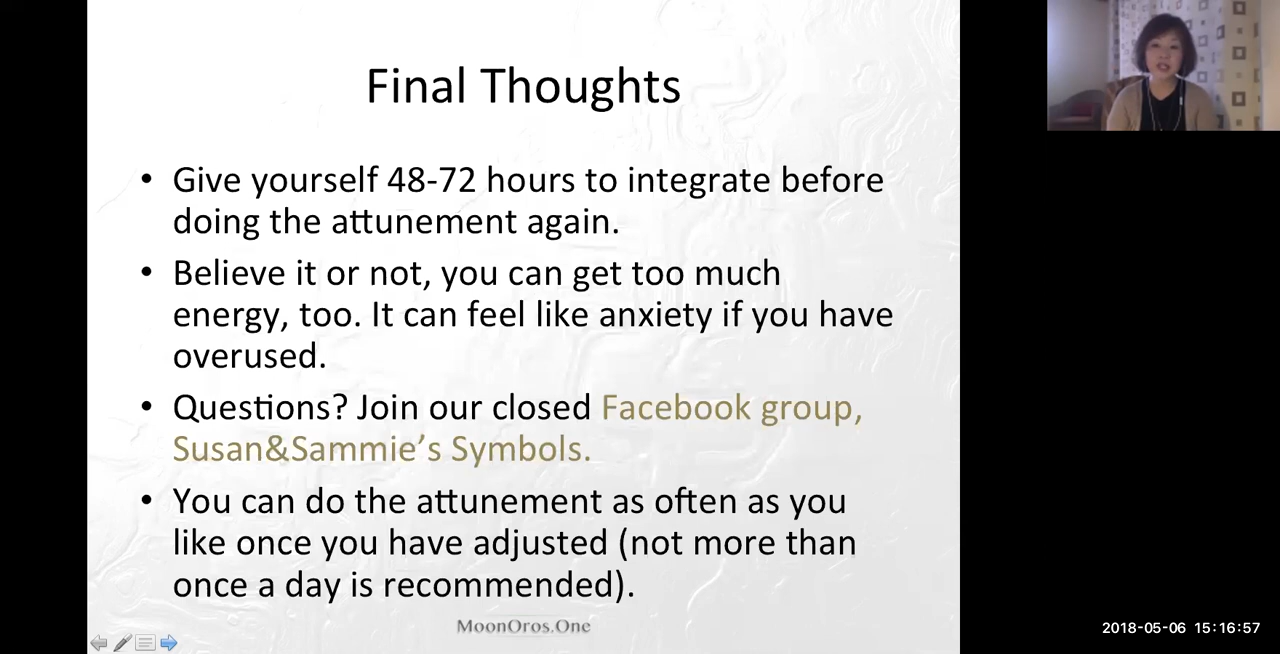 Final Thoughts
• Give yourself 48-72 hours to integrate before
doing the attunement again.
• Believe it or not, you can get too much
energy, too. It can feel like anxiety if you have
overused.
• Questions? Join our closed Facebook group,
Susan&Sammie’s Symbols.
• You can do the attunement as often as you
like once you have adjusted (not more than
once a day is recommended).
MoonOros.One
2018-05-06 15:16:57